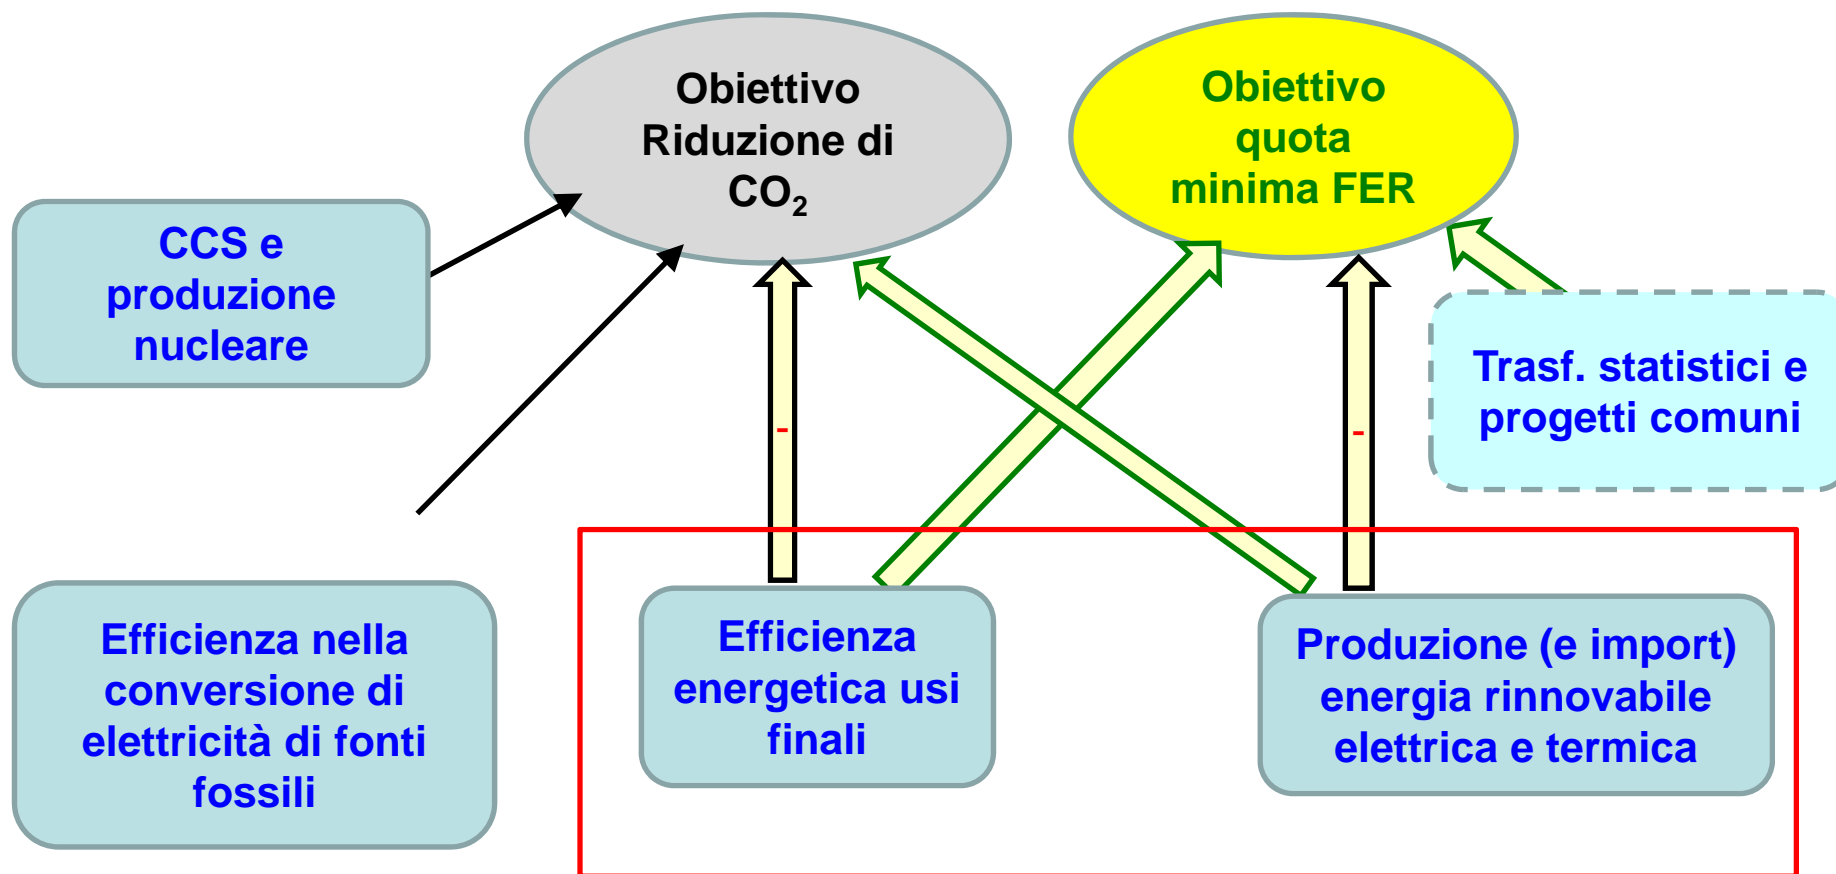 Obiettivo
Riduzione di
CO₂
Obiettivo
quota
minima FER
CCS e
produzione
nucleare
Trasf. statistici e
progetti comuni
-
-
Efficienza nella
conversione di
elettricità di fonti
fossili
Efficienza
energetica usi
finali
Produzione (e import)
energia rinnovabile
elettrica e termica